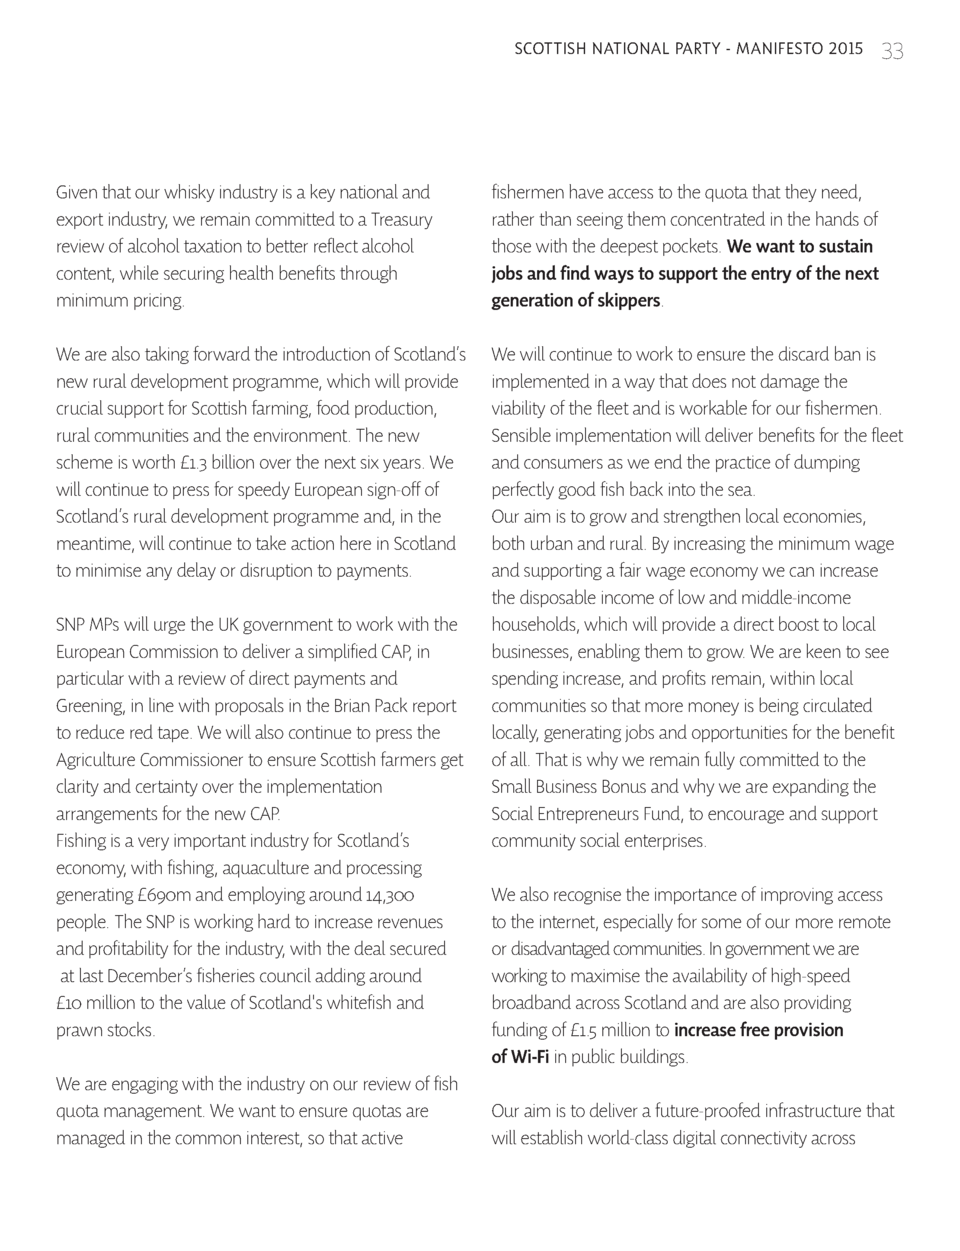 SCOTTISH NATIONAL PARTY - MANIFESTO 2015 33
Given that our whisky industry is a key national and
export industry, we remain committed to a Treasury
review of alcohol taxation to better reflect alcohol
content, while securing health benefits through
minimum pricing.
We are also taking forward the introduction of Scotland’s
new rural development programme, which will provide
crucial support for Scottish farming, food production,
rural communities and the environment. The new
scheme is worth £1.3 billion over the next six years. We
will continue to press for speedy European sign-off of
Scotland’s rural development programme and, in the
meantime, will continue to take action here in Scotland
to minimise any delay or disruption to payments.
SNP MPs will urge the UK government to work with the
European Commission to deliver a simplified CAP, in
particular with a review of direct payments and
Greening, in line with proposals in the Brian Pack report
to reduce red tape. We will also continue to press the
Agriculture Commissioner to ensure Scottish farmers get
clarity and certainty over the implementation
arrangements for the new CAP.
Fishing is a very important industry for Scotland’s
economy, with fishing, aquaculture and processing
generating £690m and employing around 14,300
people. The SNP is working hard to increase revenues
and profitability for the industry, with the deal secured
at last December’s fisheries council adding around
£10 million to the value of Scotland's whitefish and
prawn stocks.
We are engaging with the industry on our review of fish
quota management. We want to ensure quotas are
managed in the common interest, so that active
fishermen have access to the quota that they need,
rather than seeing them concentrated in the hands of
those with the deepest pockets. We want to sustain
jobs and find ways to support the entry of the next
generation of skippers.
We will continue to work to ensure the discard ban is
implemented in a way that does not damage the
viability of the fleet and is workable for our fishermen.
Sensible implementation will deliver benefits for the fleet
and consumers as we end the practice of dumping
perfectly good fish back into the sea.
Our aim is to grow and strengthen local economies,
both urban and rural. By increasing the minimum wage
and supporting a fair wage economy we can increase
the disposable income of low and middle-income
households, which will provide a direct boost to local
businesses, enabling them to grow. We are keen to see
spending increase, and profits remain, within local
communities so that more money is being circulated
locally, generating jobs and opportunities for the benefit
of all. That is why we remain fully committed to the
Small Business Bonus and why we are expanding the
Social Entrepreneurs Fund, to encourage and support
community social enterprises.
We also recognise the importance of improving access
to the internet, especially for some of our more remote
or disadvantaged communities. In government we are
working to maximise the availability of high-speed
broadband across Scotland and are also providing
funding of £1.5 million to increase free provision
of Wi-Fi in public buildings.
Our aim is to deliver a future-proofed infrastructure that
will establish world-class digital connectivity across